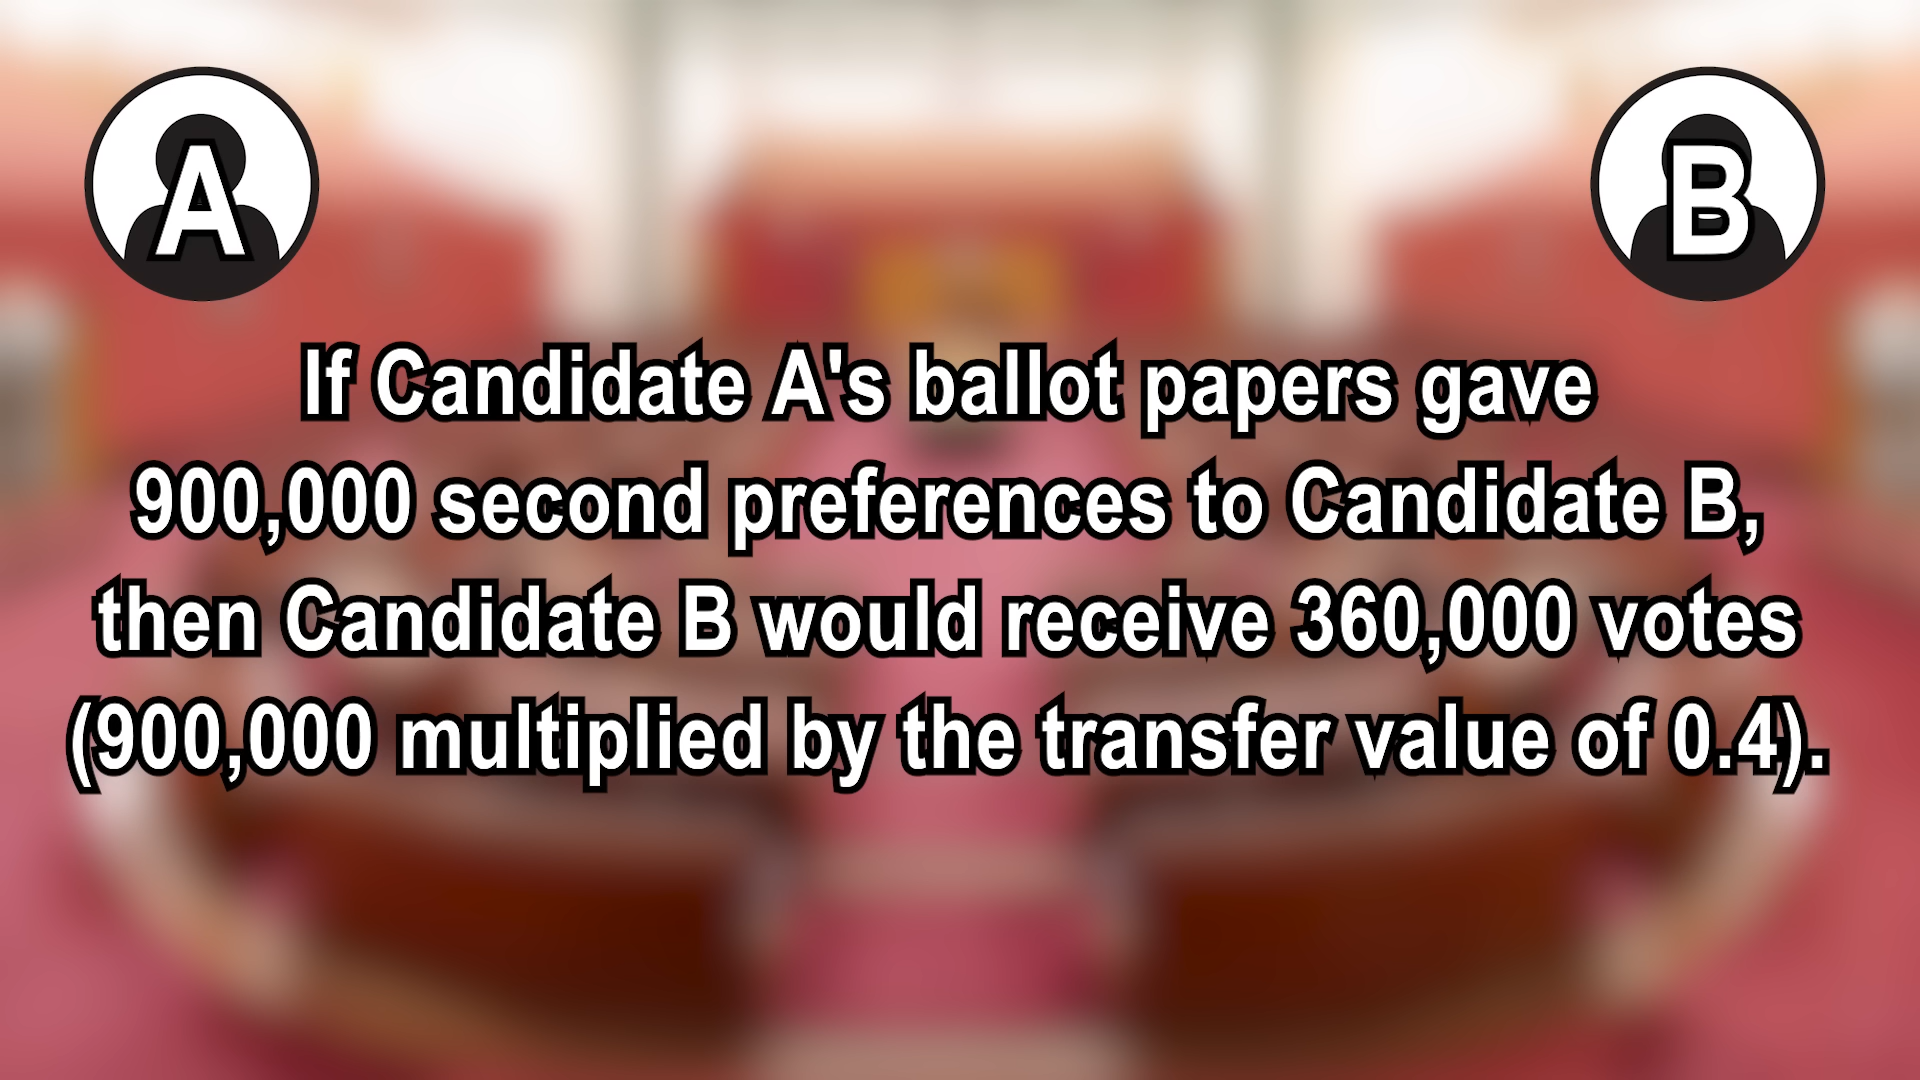 A
B
If Candidate A's ballot papers gave
900,000 second preferences to Candidate B,
then Candidate B would receive 360,000 votes
(900,000 multiplied by the transfer value of 0.4).